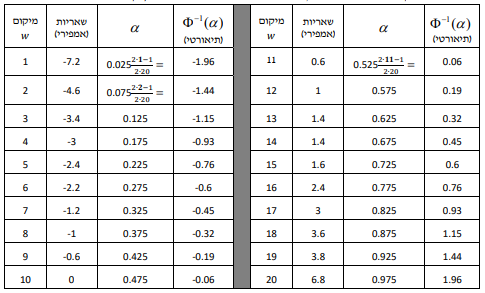 מיקום w | שאריות (אמפירי) | α | Φ⁻¹(α) (תיאורטי) | מיקום w | שאריות (אמפירי) | α | Φ⁻¹(α) (תיאורטי)
1 | -7.2 | 0.025 2·1−1/2·20 = | -1.96 | 11 | 0.6 | 0.525 2·11−1/2·20 = | 0.06
2 | -4.6 | 0.075 2·2−1/2·20 = | -1.44 | 12 | 1 | 0.575 | 0.19
3 | -3.4 | 0.125 | -1.15 | 13 | 1.4 | 0.625 | 0.32
4 | -3 | 0.175 | -0.93 | 14 | 1.4 | 0.675 | 0.45
5 | -2.4 | 0.225 | -0.76 | 15 | 1.6 | 0.725 | 0.6
6 | -2.2 | 0.275 | -0.6 | 16 | 2.4 | 0.775 | 0.76
7 | -1.2 | 0.325 | -0.45 | 17 | 3 | 0.825 | 0.93
8 | -1 | 0.375 | -0.32 | 18 | 3.6 | 0.875 | 1.15
9 | -0.6 | 0.425 | -0.19 | 19 | 3.8 | 0.925 | 1.44
10 | 0 | 0.475 | -0.06 | 20 | 6.8 | 0.975 | 1.96